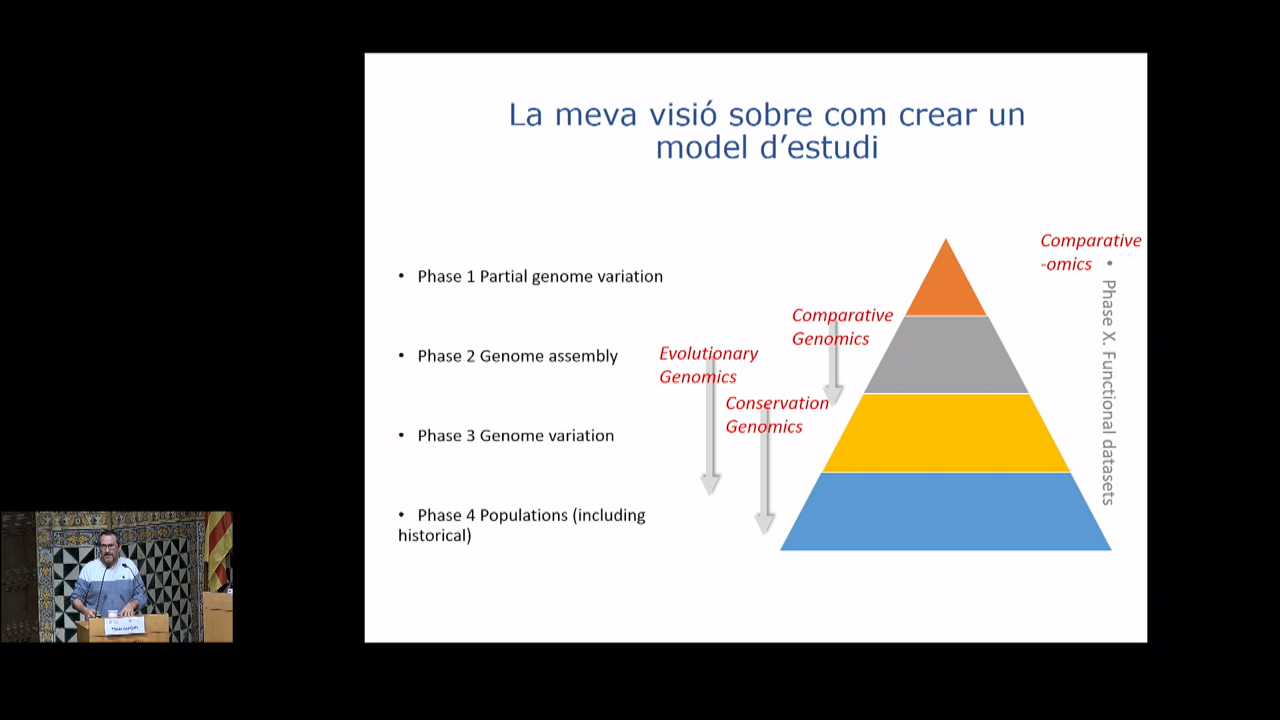 La meva visió sobre com crear un
model d'estudi
• Phase 1 Partial genome variation
• Phase 2 Genome assembly
• Phase 3 Genome variation
• Phase 4 Populations (including
historical)
Evolutionary
Genomics
Conservation
Genomics
Comparative
Genomics
Comparative
-omics
• Phase X. Functional datasets